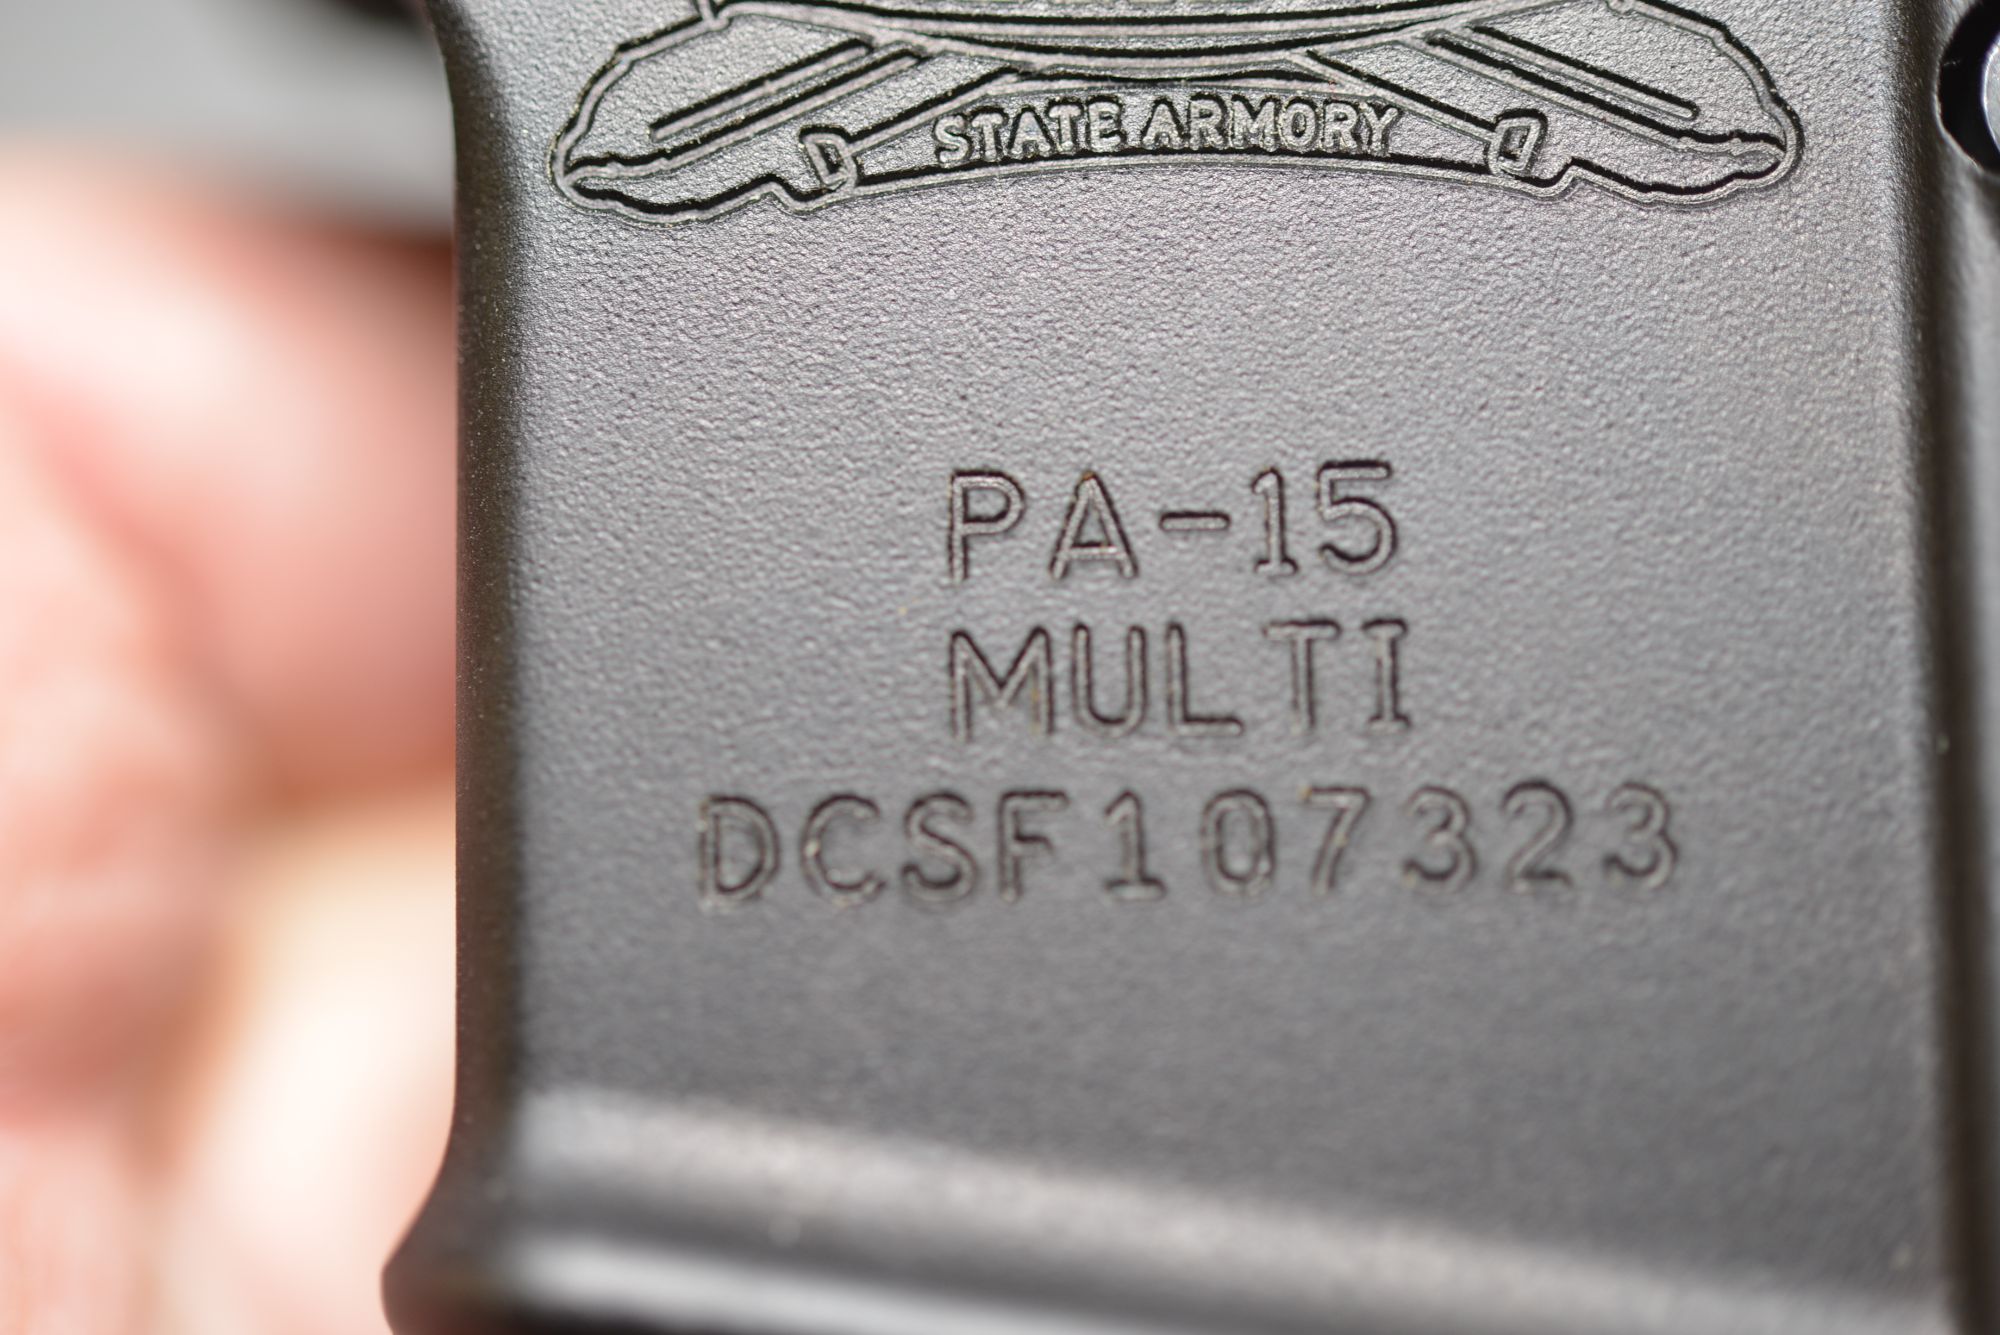 STATE ARMORY
PA-15
MULTI
DCSF107323